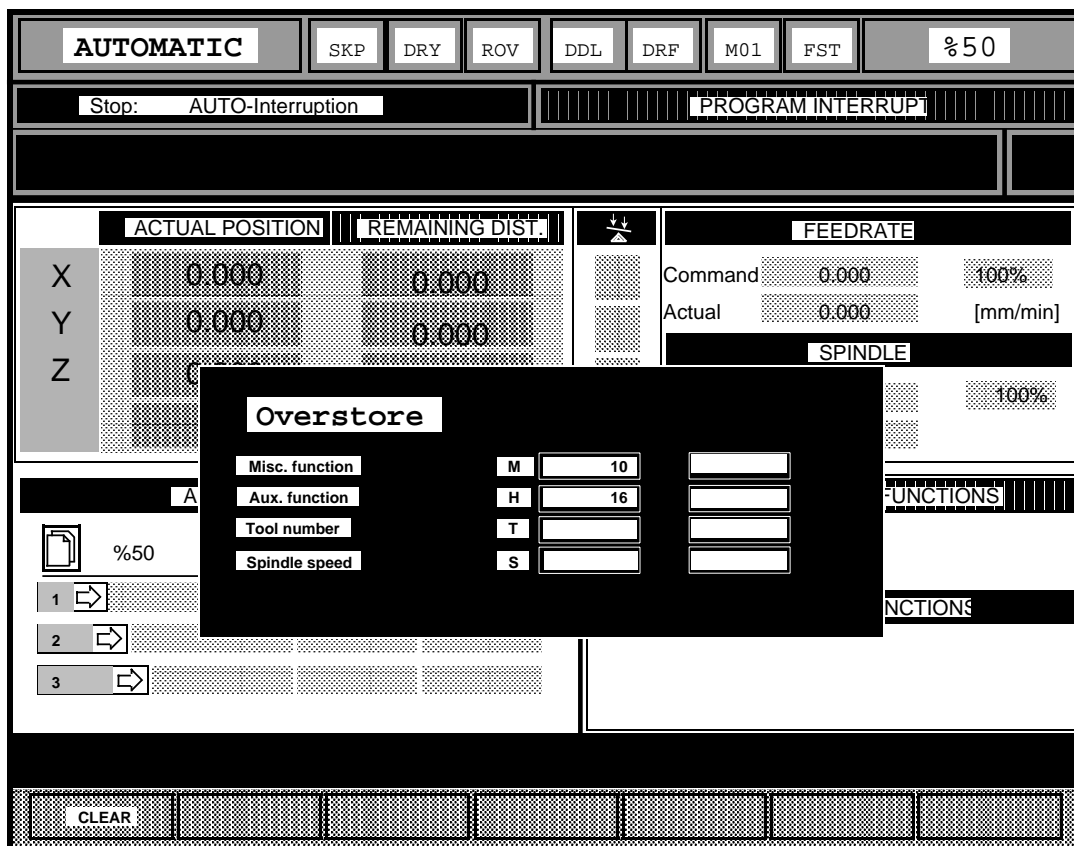 AUTOMATIC SKP DRY ROV DDL DRF M01 FST %50
Stop: AUTO-Interruption PROGRAM INTERRUPT
ACTUAL POSITION REMAINING DIST. FEEDRATE
X 0.000 0.000 Command 0.000 100%
Y 0.000 0.000 Actual 0.000 [mm/min]
SPINDLE
Z 100%
Overstore
Misc. function M 10
Aux. function H 16
FUNCTIONS
Tool number T
%50
Spindle speed S
1
NCTIONS
2
3
CLEAR